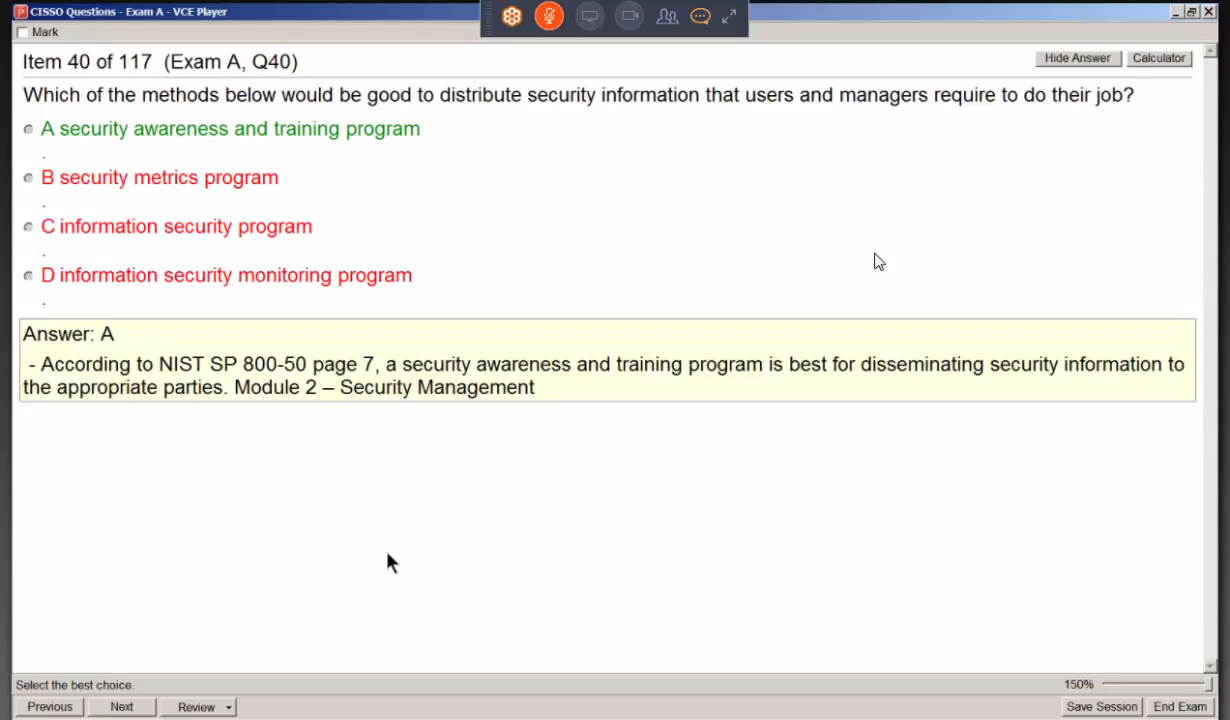 CISSO Questions - Exam A - VCE Player
Mark
Item 40 of 117 (Exam A, Q40)
Hide Answer
Calculator
Which of the methods below would be good to distribute security information that users and managers require to do their job?
A security awareness and training program
.
B security metrics program
.
C information security program
.
D information security monitoring program
.
Answer: A
- According to NIST SP 800-50 page 7, a security awareness and training program is best for disseminating security information to
the appropriate parties. Module 2 – Security Management
Select the best choice.
150%
Previous
Next
Review
Save Session
End Exam